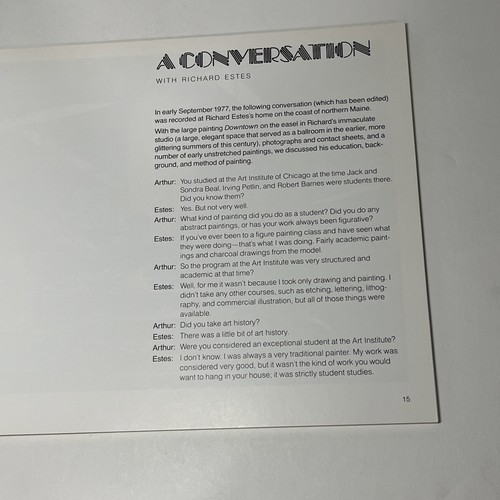 A CONVERSATION
WITH RICHARD ESTES
In early September 1977, the following conversation (which has been edited)
was recorded at Richard Estes's home on the coast of northern Maine.
With the large painting Downtown on the easel in Richard's immaculate
studio (a large, elegant space that served as a ballroom in the earlier, more
glittering summers of this century), photographs and contact sheets, and a
number of early unstretched paintings, we discussed his education, back-
ground, and method of painting.
Arthur: You studied at the Art Institute of Chicago at the time Jack and
Sondra Beal, Irving Petlin, and Robert Barnes were students there.
Did you know them?
Estes: Yes. But not very well.
Arthur: What kind of painting did you do as a student? Did you do any
abstract paintings, or has your work always been figurative?
Estes: If you've ever been to a figure painting class and have seen what
they were doing—that's what I was doing. Fairly academic paint-
ings and charcoal drawings from the model.
Arthur: So the program at the Art Institute was very structured and
academic at that time?
Estes: Well, for me it wasn't because I took only drawing and painting. I
didn't take any other courses, such as etching, lettering, lithog-
raphy, and commercial illustration, but all of those things were
available.
Arthur: Did you take art history?
Estes: There was a little bit of art history.
Arthur: Were you considered an exceptional student at the Art Institute?
Estes: I don't know. I was always a very traditional painter. My work was
considered very good, but it wasn't the kind of work you would
want to hang in your house; it was strictly student studies.
15